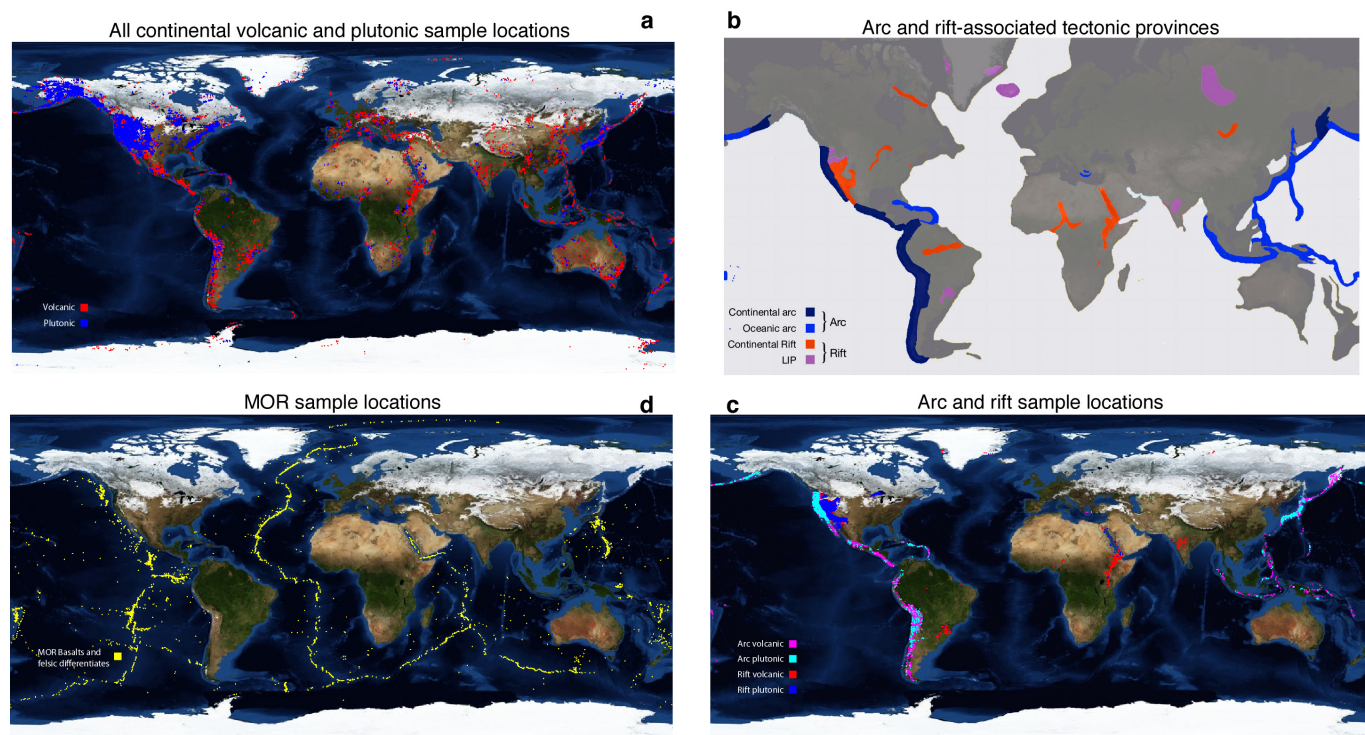 All continental volcanic and plutonic sample locations
a
Volcanic
Plutonic
b
Arc and rift-associated tectonic provinces
Continental arc
Oceanic arc
} Arc
Continental Rift
LIP
} Rift
MOR sample locations
d
MOR Basalts and
felsic differentiates
c
Arc and rift sample locations
Arc volcanic
Arc plutonic
Rift volcanic
Rift plutonic